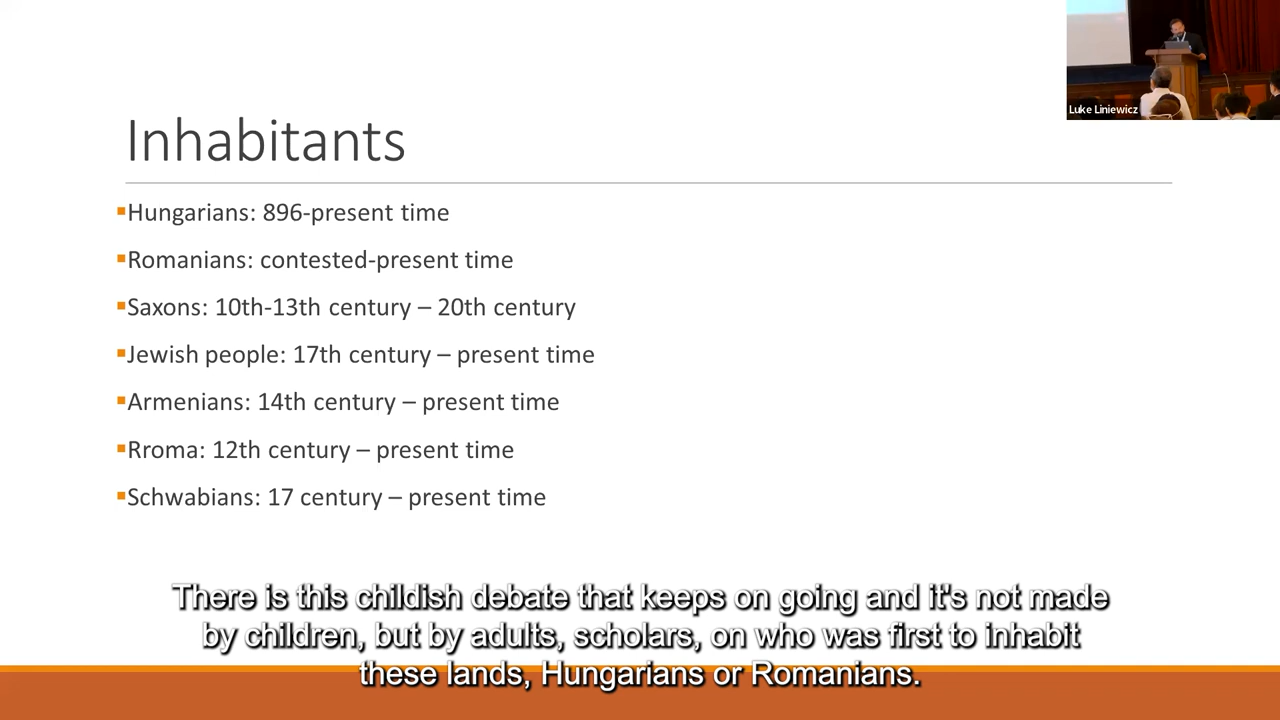 Luke Liniewicz
Inhabitants
▪Hungarians: 896-present time
▪Romanians: contested-present time
▪Saxons: 10th-13th century – 20th century
▪Jewish people: 17th century – present time
▪Armenians: 14th century – present time
▪Rroma: 12th century – present time
▪Schwabians: 17 century – present time
There is this childish debate that keeps on going and it's not made
by children, but by adults, scholars, on who was first to inhabit
these lands, Hungarians or Romanians.